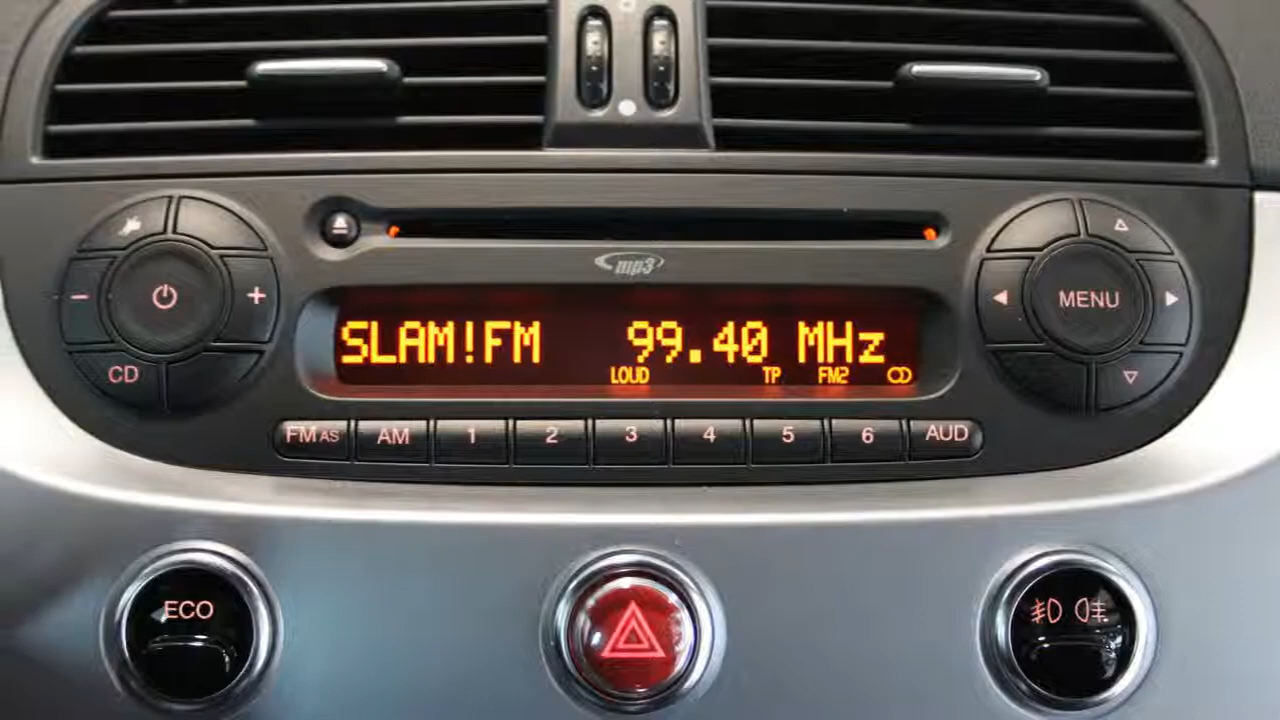 mp3
MENU
SLAM!FM 99.40 MHz
LOUD TP FM2
CD
FM AS AM 1 2 3 4 5 6 AUD
ECO